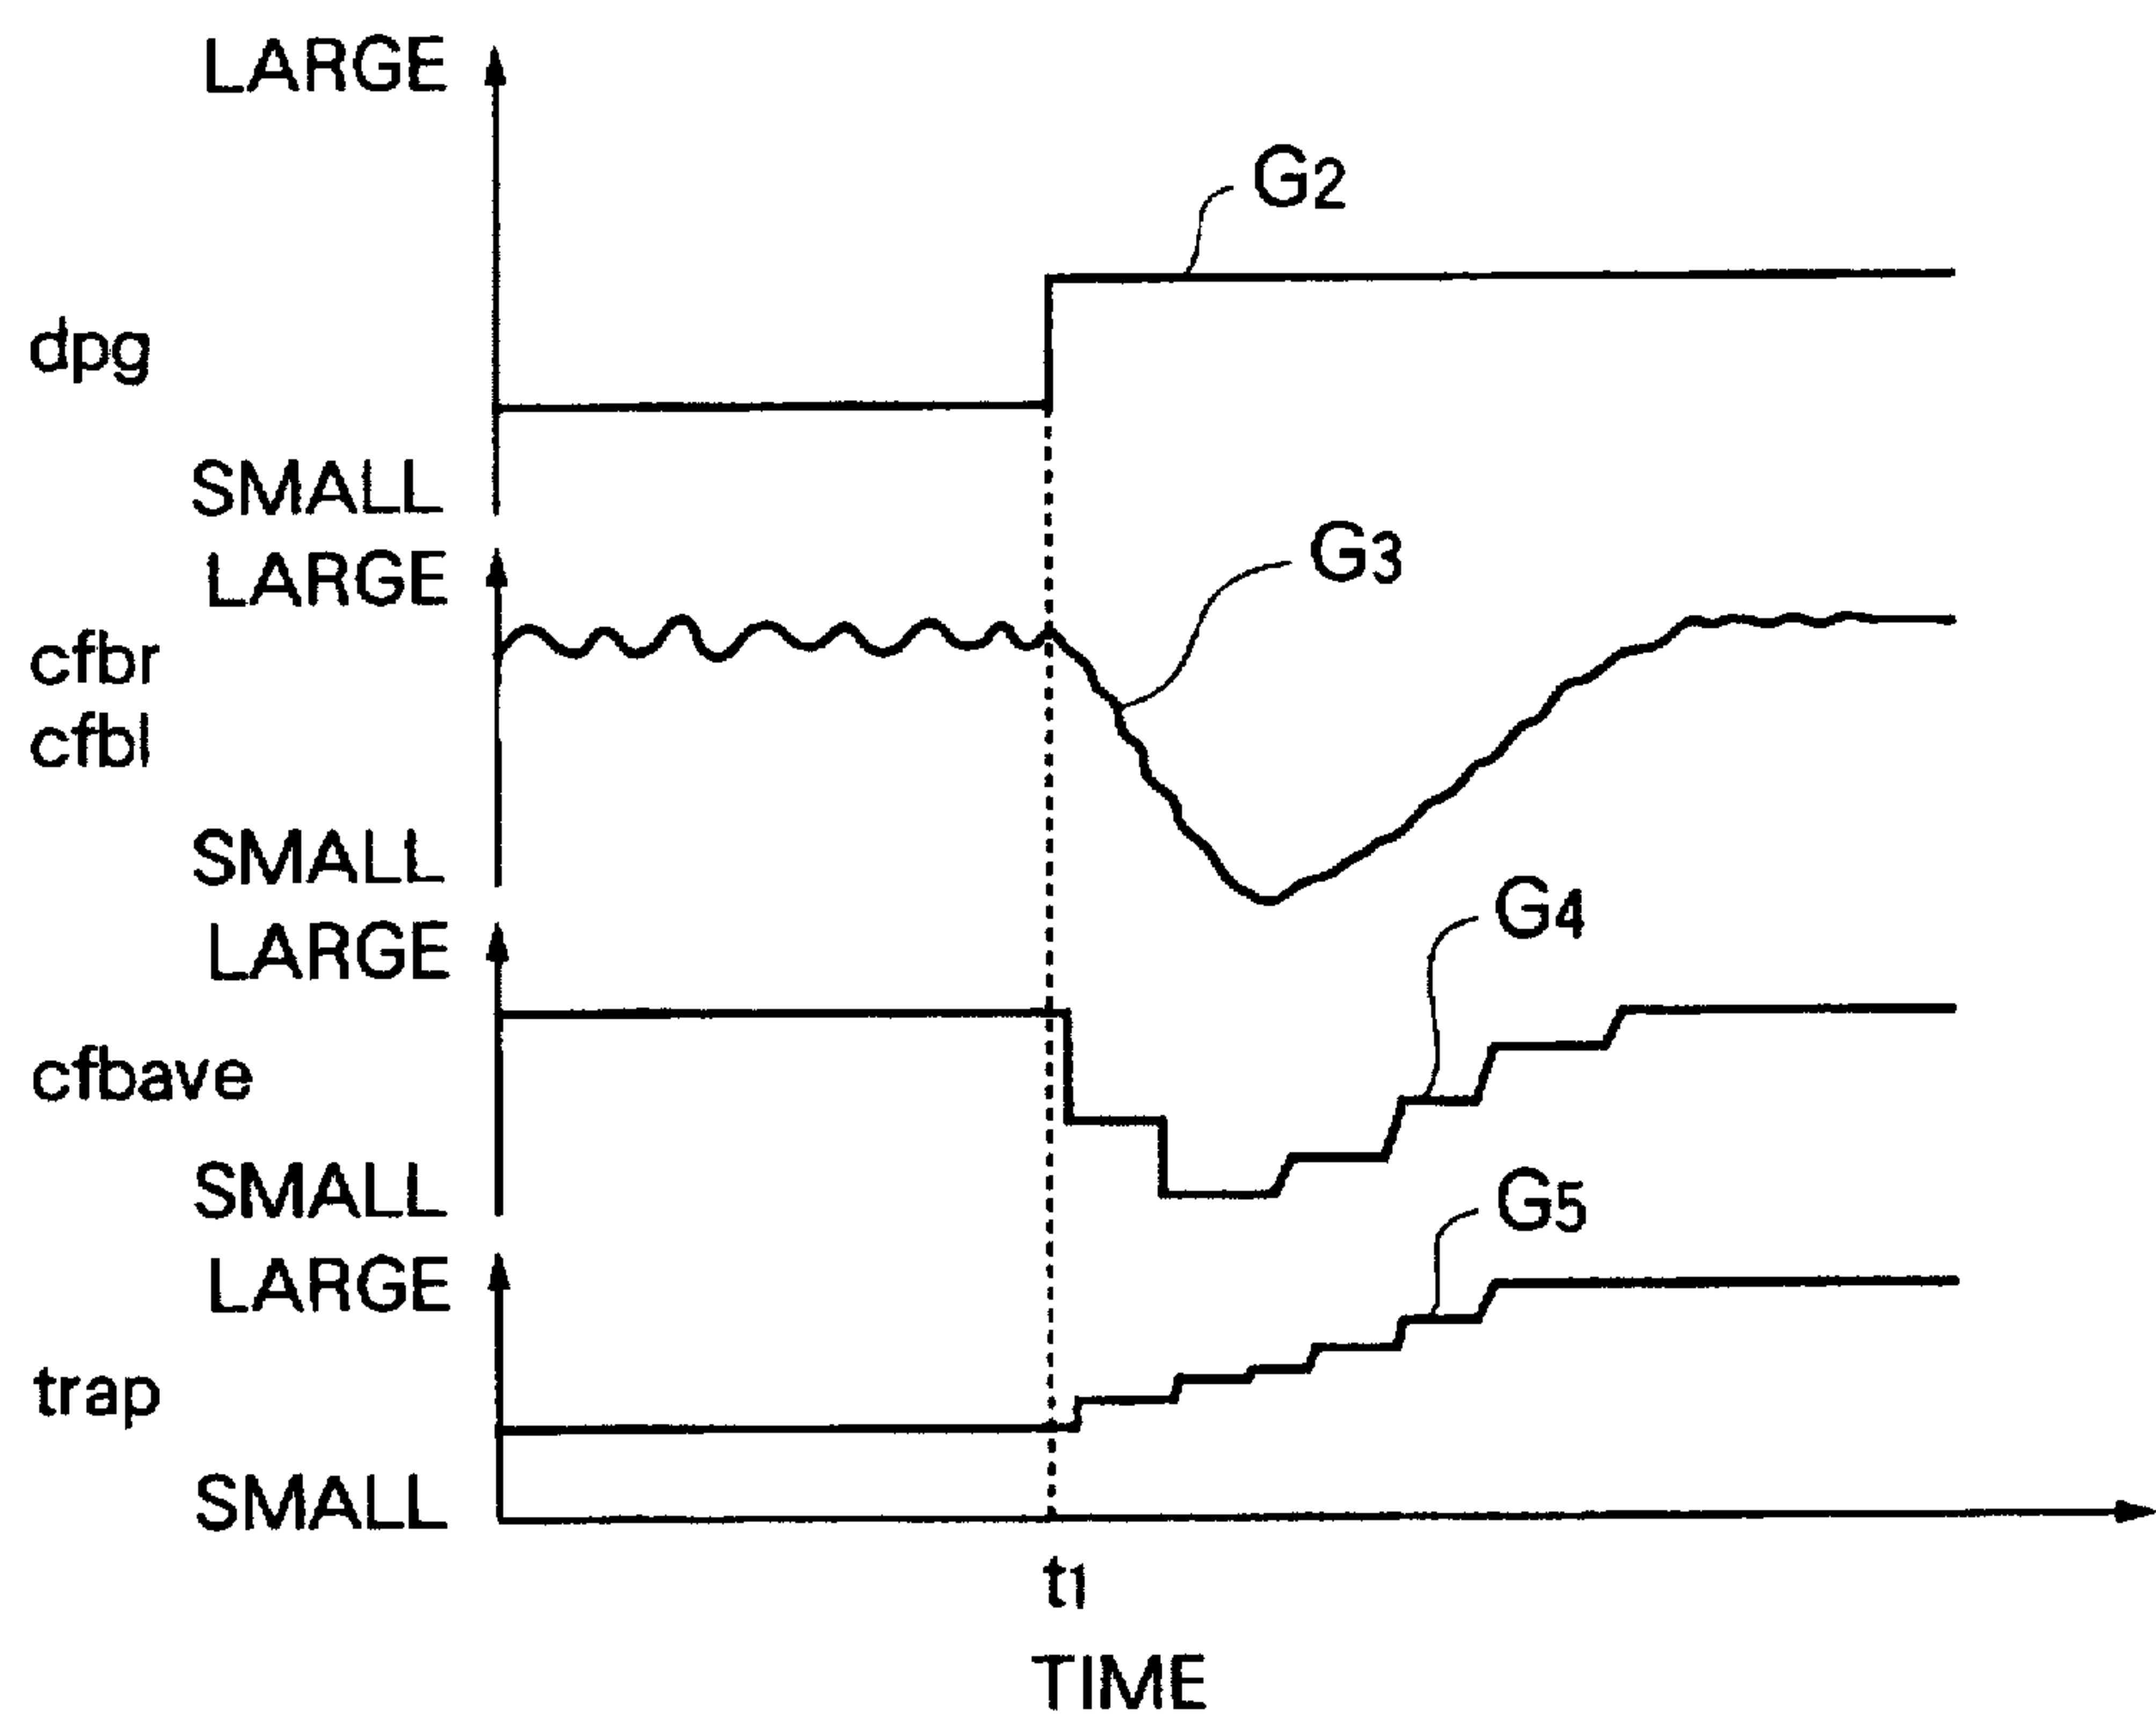 LARGE
G2
dpg
SMALL
LARGE
G3
cfbr
cfbl
SMALL
LARGE
G4
cfbave
SMALL
G5
LARGE
trap
SMALL
t1
TIME